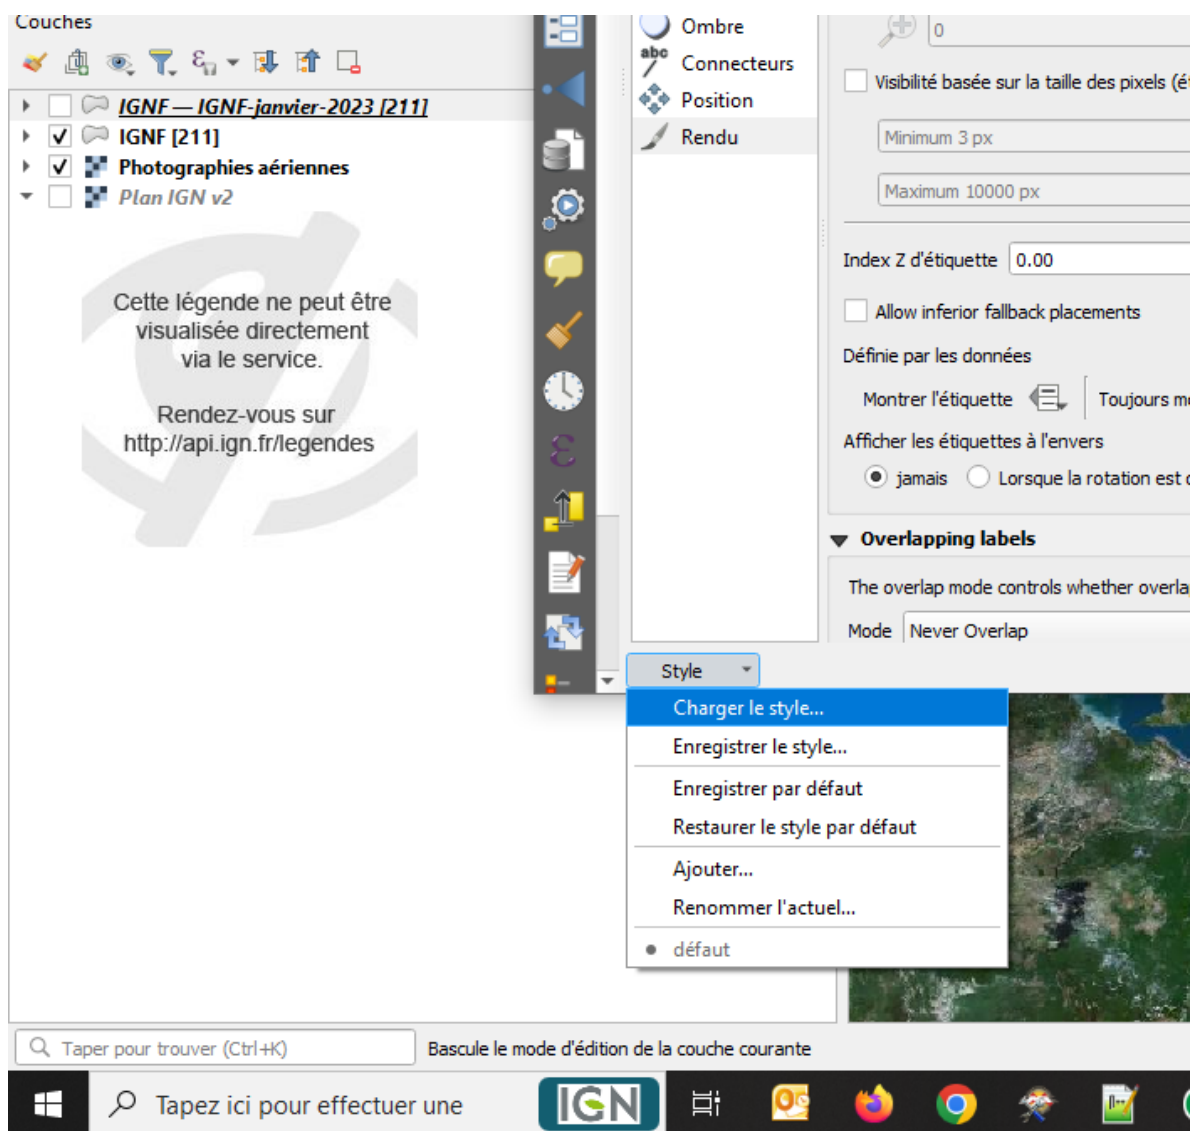 Couches
IGNF — IGNF-janvier-2023 [211]
IGNF [211]
Photographies aériennes
Plan IGN v2
Cette légende ne peut être
visualisée directement
via le service.
Rendez-vous sur
http://api.ign.fr/legendes
Ombre
abc
Connecteurs
Position
Rendu
0
Visibilité basée sur la taille des pixels (ét
Minimum 3 px
Maximum 10000 px
Index Z d'étiquette 0.00
Allow inferior fallback placements
Définie par les données
Montrer l'étiquette Toujours mo
Afficher les étiquettes à l'envers
jamais Lorsque la rotation est d
Overlapping labels
The overlap mode controls whether overla
Mode Never Overlap
Style
Charger le style...
Enregistrer le style...
Enregistrer par défaut
Restaurer le style par défaut
Ajouter...
Renommer l'actuel...
défaut
Taper pour trouver (Ctrl+K)
Bascule le mode d'édition de la couche courante
Tapez ici pour effectuer une
IGN